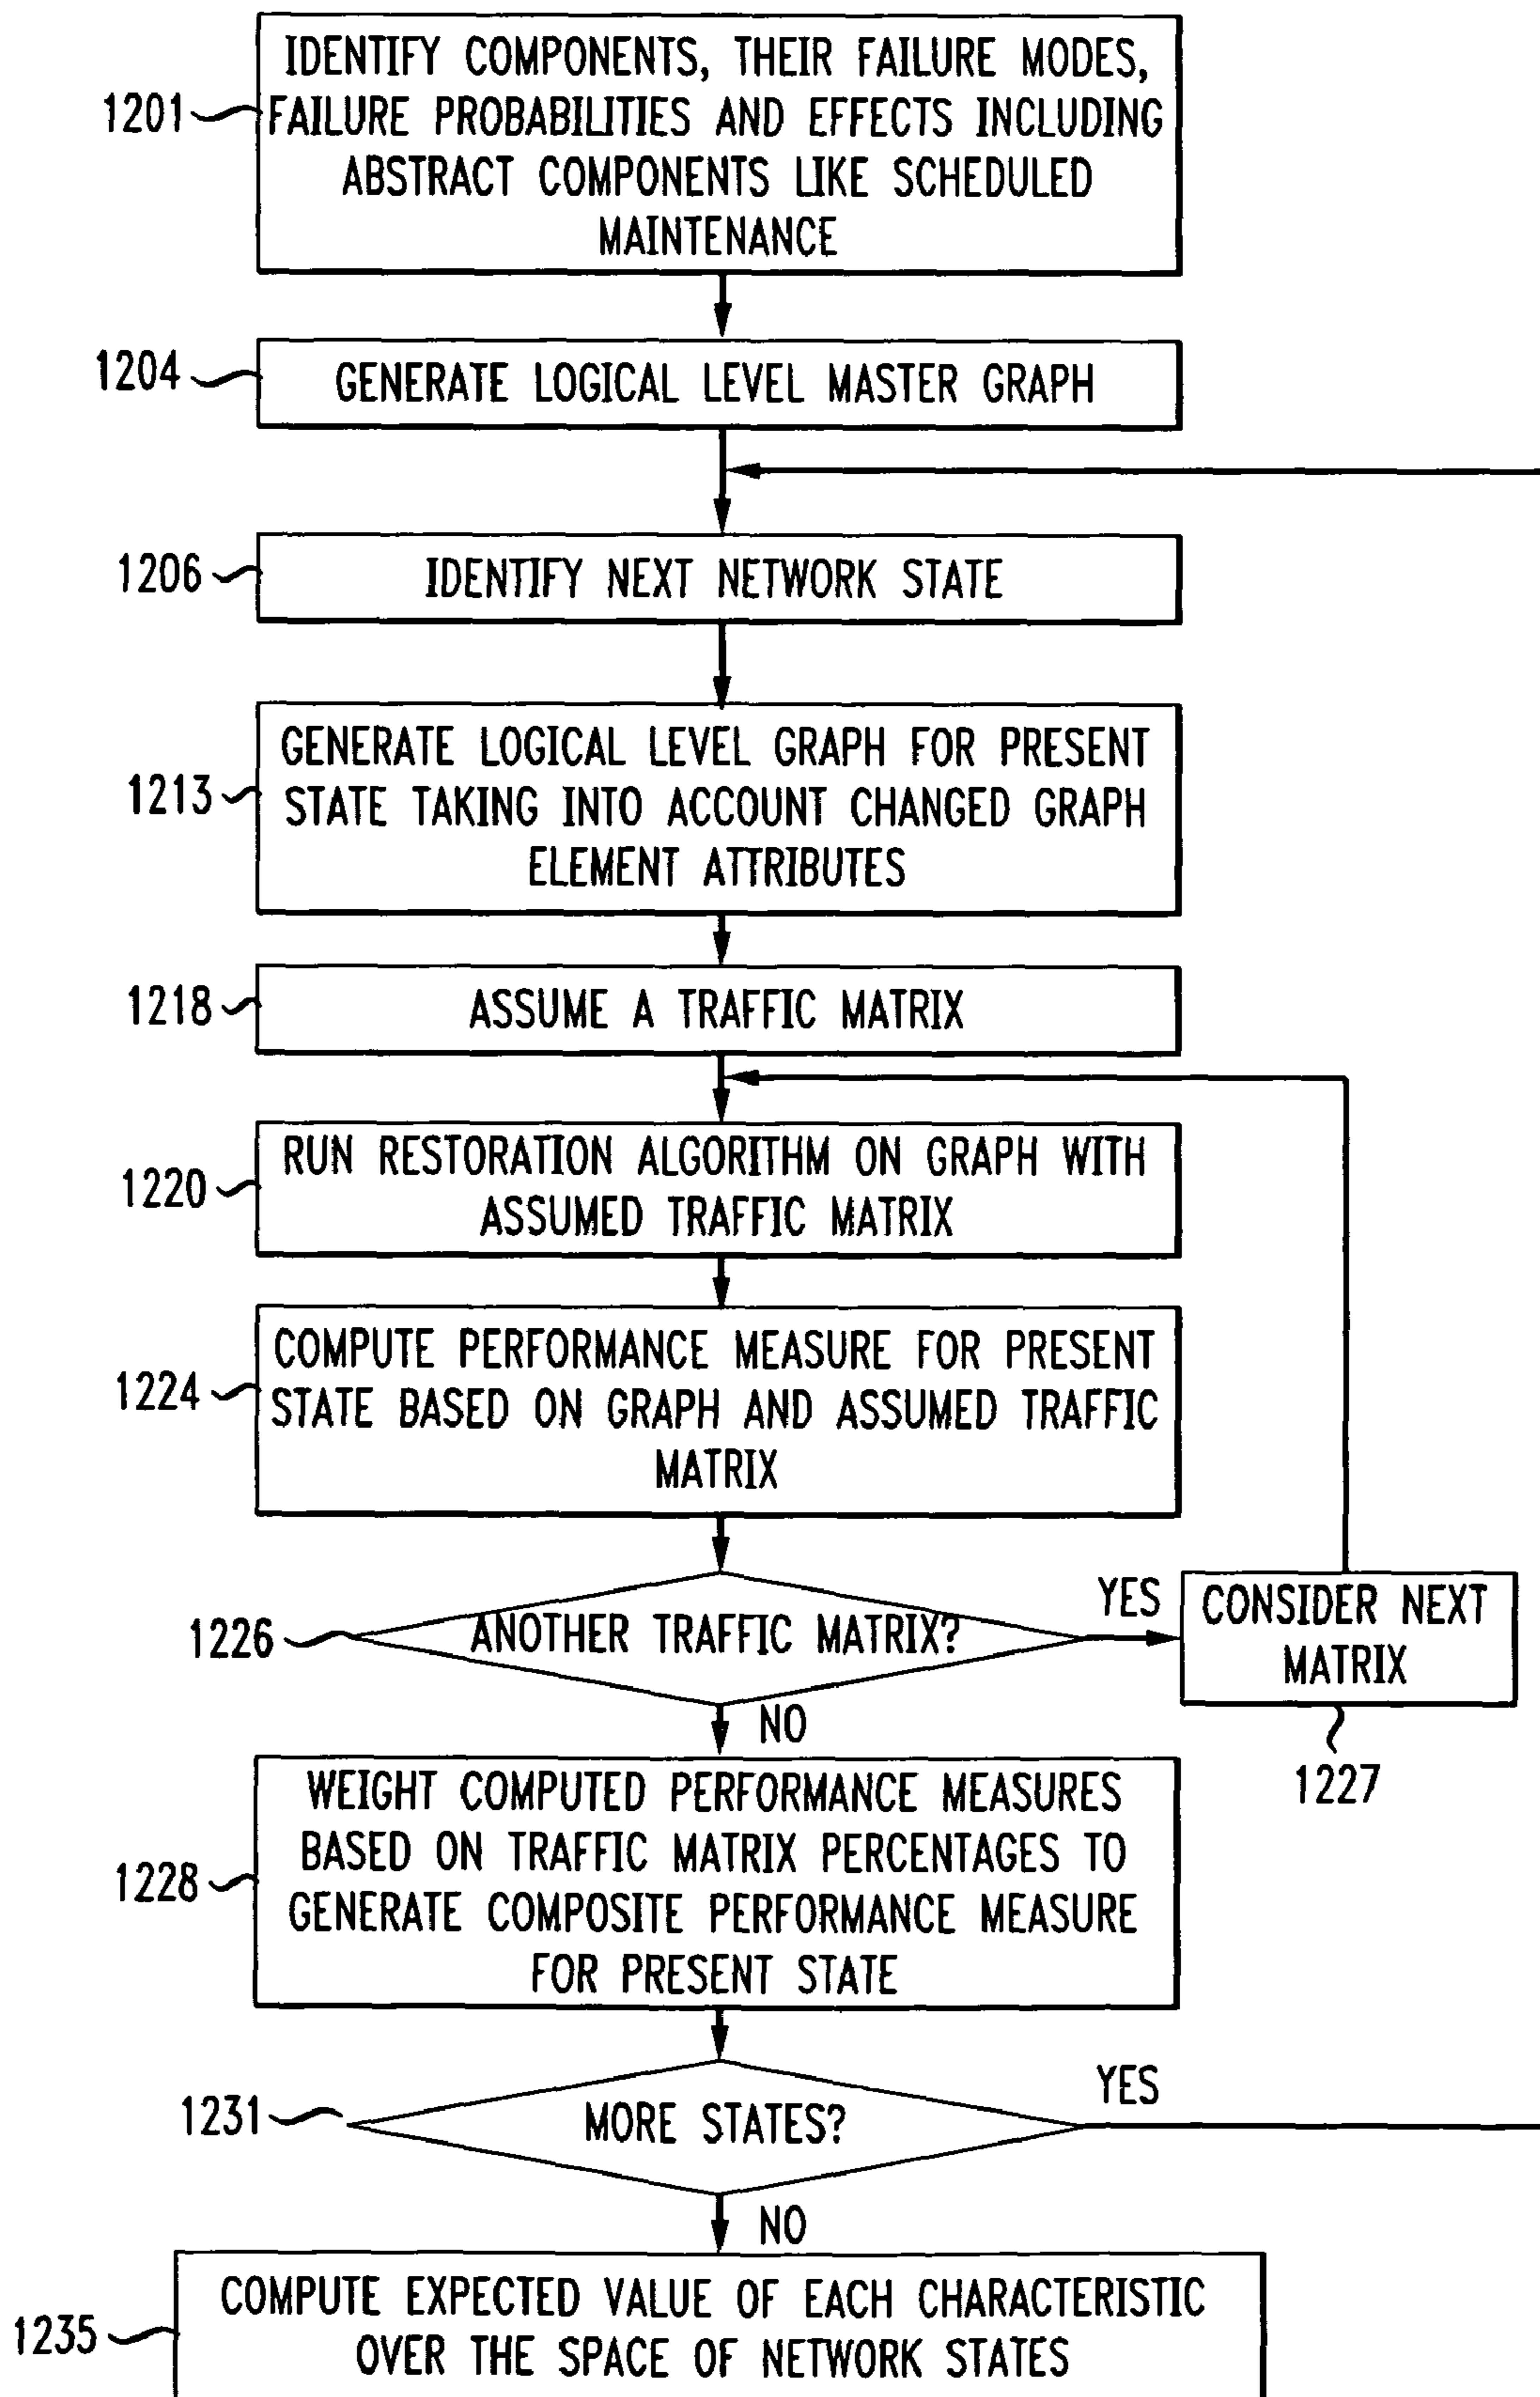 IDENTIFY COMPONENTS, THEIR FAILURE MODES,
1201
FAILURE PROBABILITIES AND EFFECTS INCLUDING
ABSTRACT COMPONENTS LIKE SCHEDULED
MAINTENANCE
1204
GENERATE LOGICAL LEVEL MASTER GRAPH
1206
IDENTIFY NEXT NETWORK STATE
GENERATE LOGICAL LEVEL GRAPH FOR PRESENT
1213
STATE TAKING INTO ACCOUNT CHANGED GRAPH
ELEMENT ATTRIBUTES
1218
ASSUME A TRAFFIC MATRIX
RUN RESTORATION ALGORITHM ON GRAPH WITH
1220
ASSUMED TRAFFIC MATRIX
COMPUTE PERFORMANCE MEASURE FOR PRESENT
1224
STATE BASED ON GRAPH AND ASSUMED TRAFFIC
MATRIX
1226
ANOTHER TRAFFIC MATRIX?
YES
CONSIDER NEXT
MATRIX
1227
NO
WEIGHT COMPUTED PERFORMANCE MEASURES
BASED ON TRAFFIC MATRIX PERCENTAGES TO
1228
GENERATE COMPOSITE PERFORMANCE MEASURE
FOR PRESENT STATE
1231
MORE STATES?
YES
NO
COMPUTE EXPECTED VALUE OF EACH CHARACTERISTIC
1235
OVER THE SPACE OF NETWORK STATES